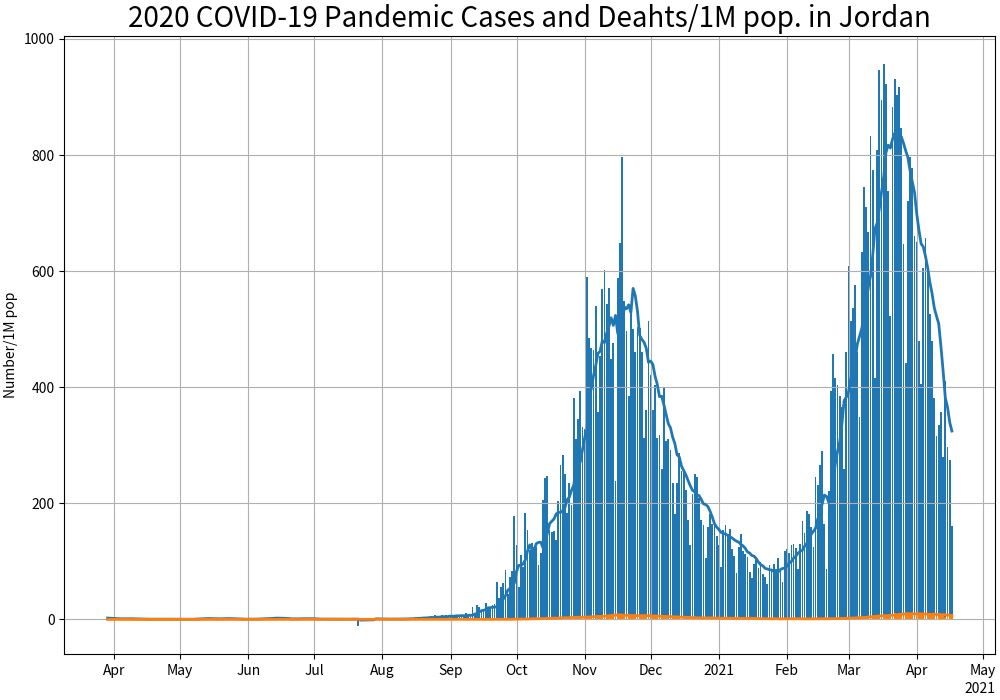 2020 COVID-19 Pandemic Cases and Deahts/1M pop. in Jordan
Number/1M pop
1000
800
600
400
200
0
Apr May Jun Jul Aug Sep Oct Nov Dec 2021 Feb Mar Apr May
2021